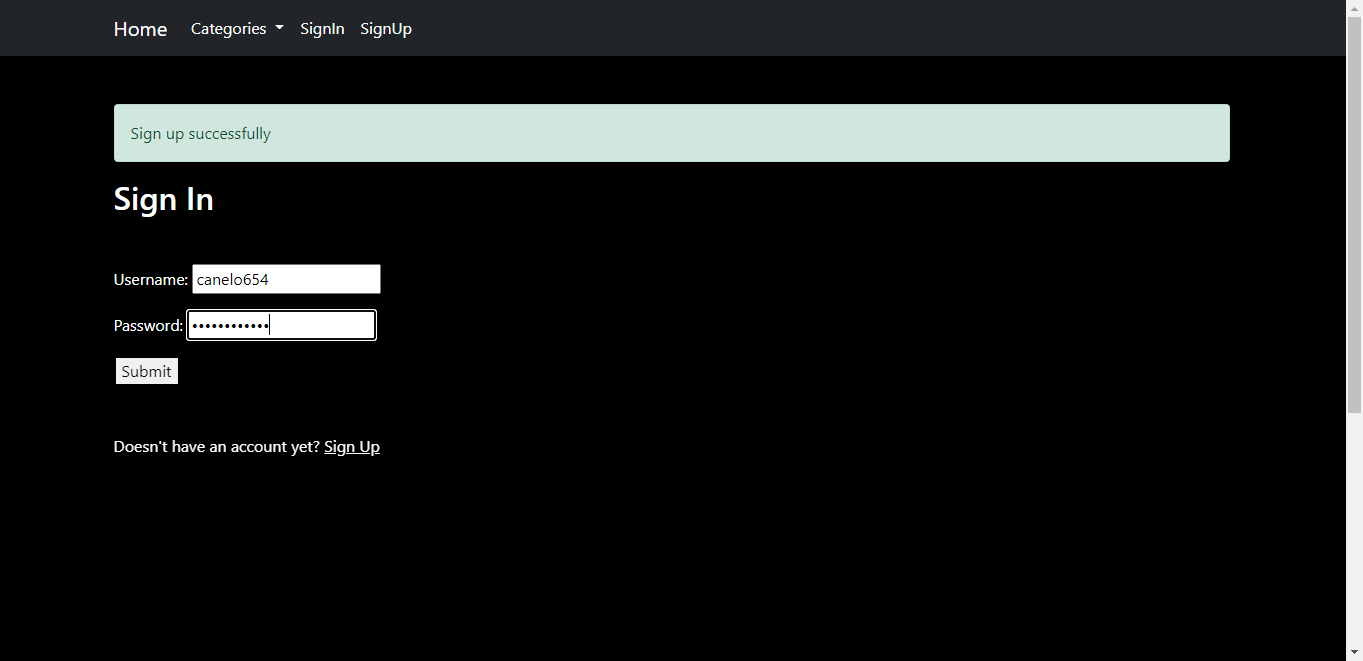 Home Categories SignIn SignUp
Sign up successfully
Sign In
Username: canelo654
Password: ••••••••••••
Submit
Doesn't have an account yet? Sign Up